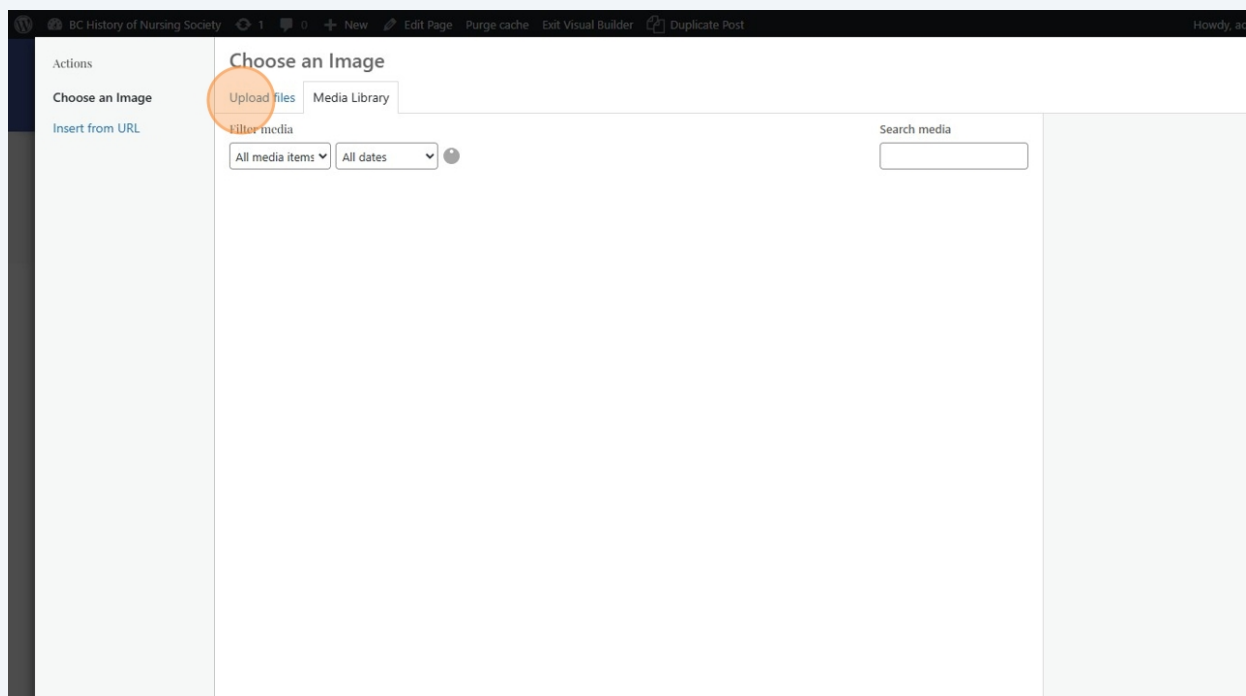 BC History of Nursing Society 1 0 New Edit Page Purge cache Exit Visual Builder Duplicate Post Howdy,
Actions
Choose an Image
Insert from URL
Choose an Image
Upload files Media Library
Filter media
All media items All dates
Search media